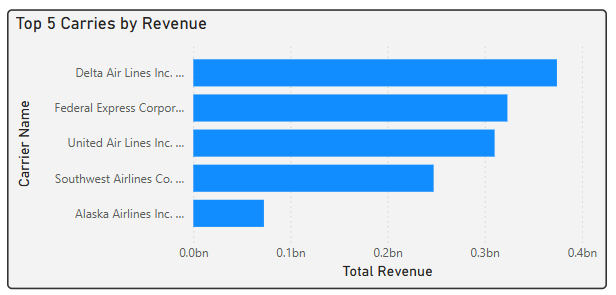 Top 5 Carries by Revenue
Carrier Name
Delta Air Lines Inc. ...
Federal Express Corpor...
United Air Lines Inc. ...
Southwest Airlines Co. ...
Alaska Airlines Inc. ...
0.0bn 0.1bn 0.2bn 0.3bn 0.4bn
Total Revenue